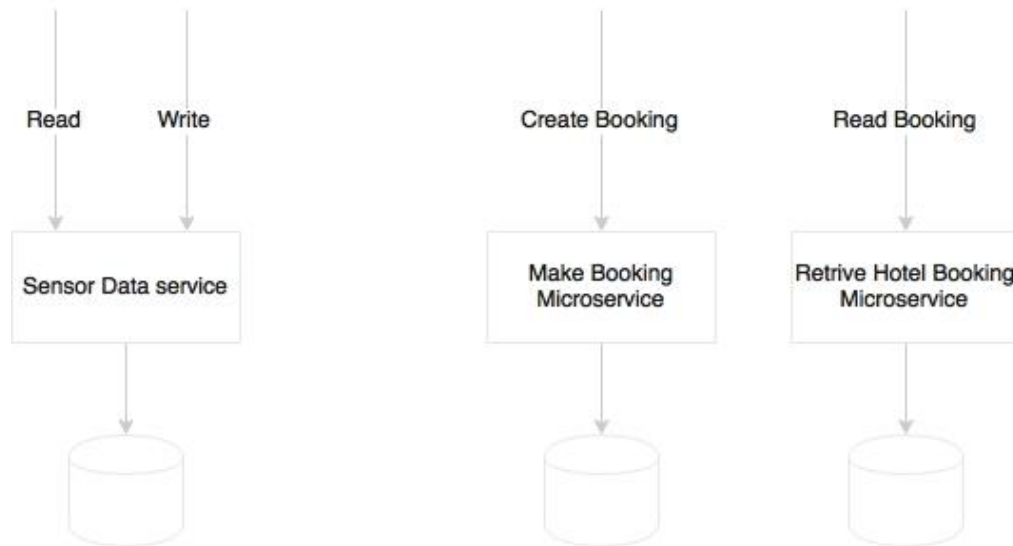 Read
Write
Create Booking
Read Booking
Sensor Data service
Make Booking
Microservice
Retrive Hotel Booking
Microservice